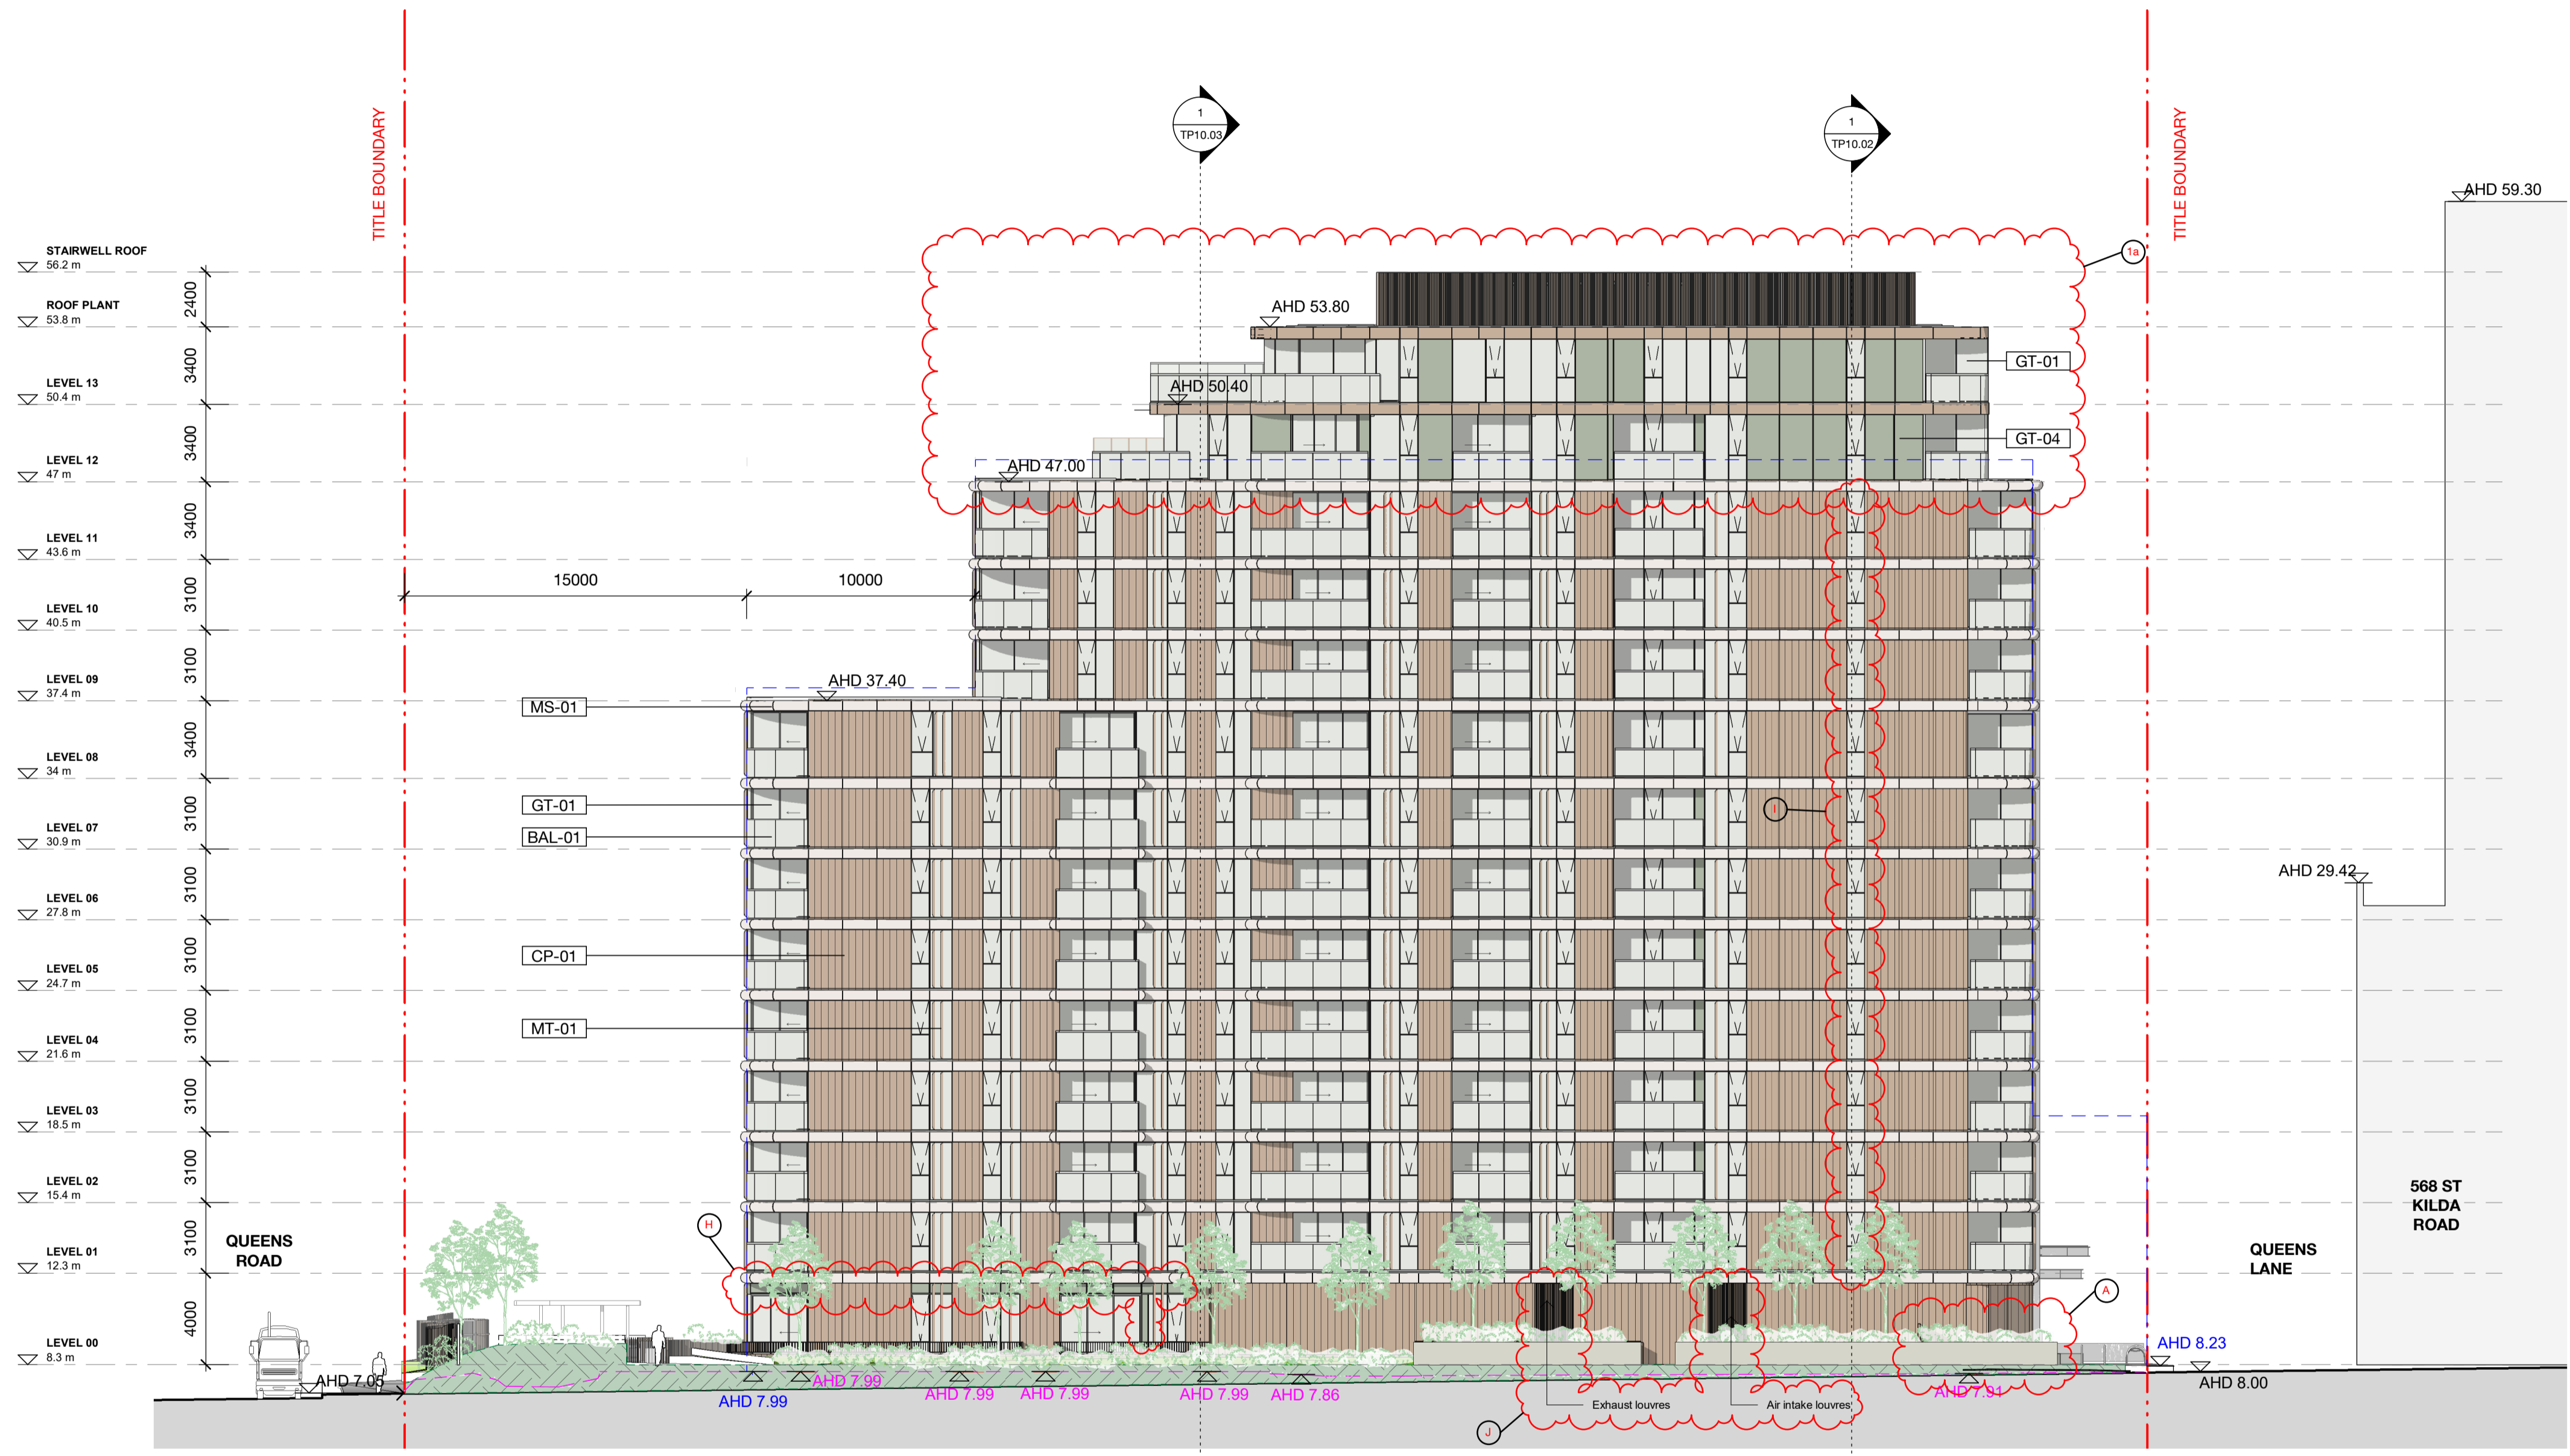 TITLE BOUNDARY
TITLE BOUNDARY
1
TP10.03
1
TP10.02
AHD 59.30
STAIRWELL ROOF
56.2 m
1a
2400
ROOF PLANT
53.8 m
AHD 53.80
3400
GT-01
LEVEL 13
50.4 m
AHD 50.40
3400
GT-04
LEVEL 12
47 m
AHD 47.00
3400
LEVEL 11
43.6 m
15000
10000
3100
LEVEL 10
40.5 m
3100
LEVEL 09
37.4 m
AHD 37.40
MS-01
3400
LEVEL 08
34 m
GT-01
I
3100
BAL-01
LEVEL 07
30.9 m
AHD 29.42
3100
LEVEL 06
27.8 m
3100
CP-01
LEVEL 05
24.7 m
3100
MT-01
LEVEL 04
21.6 m
3100
LEVEL 03
18.5 m
3100
LEVEL 02
15.4 m
568 ST
KILDA
ROAD
H
3100
QUEENS
ROAD
QUEENS
LANE
LEVEL 01
12.3 m
A
4000
LEVEL 00
8.3 m
AHD 8.23
AHD 7.05
AHD 7.99
AHD 7.99
AHD 7.99
AHD 7.99
AHD 7.99
AHD 7.86
AHD 7.91
AHD 8.00
Exhaust louvres
Air intake louvres
J